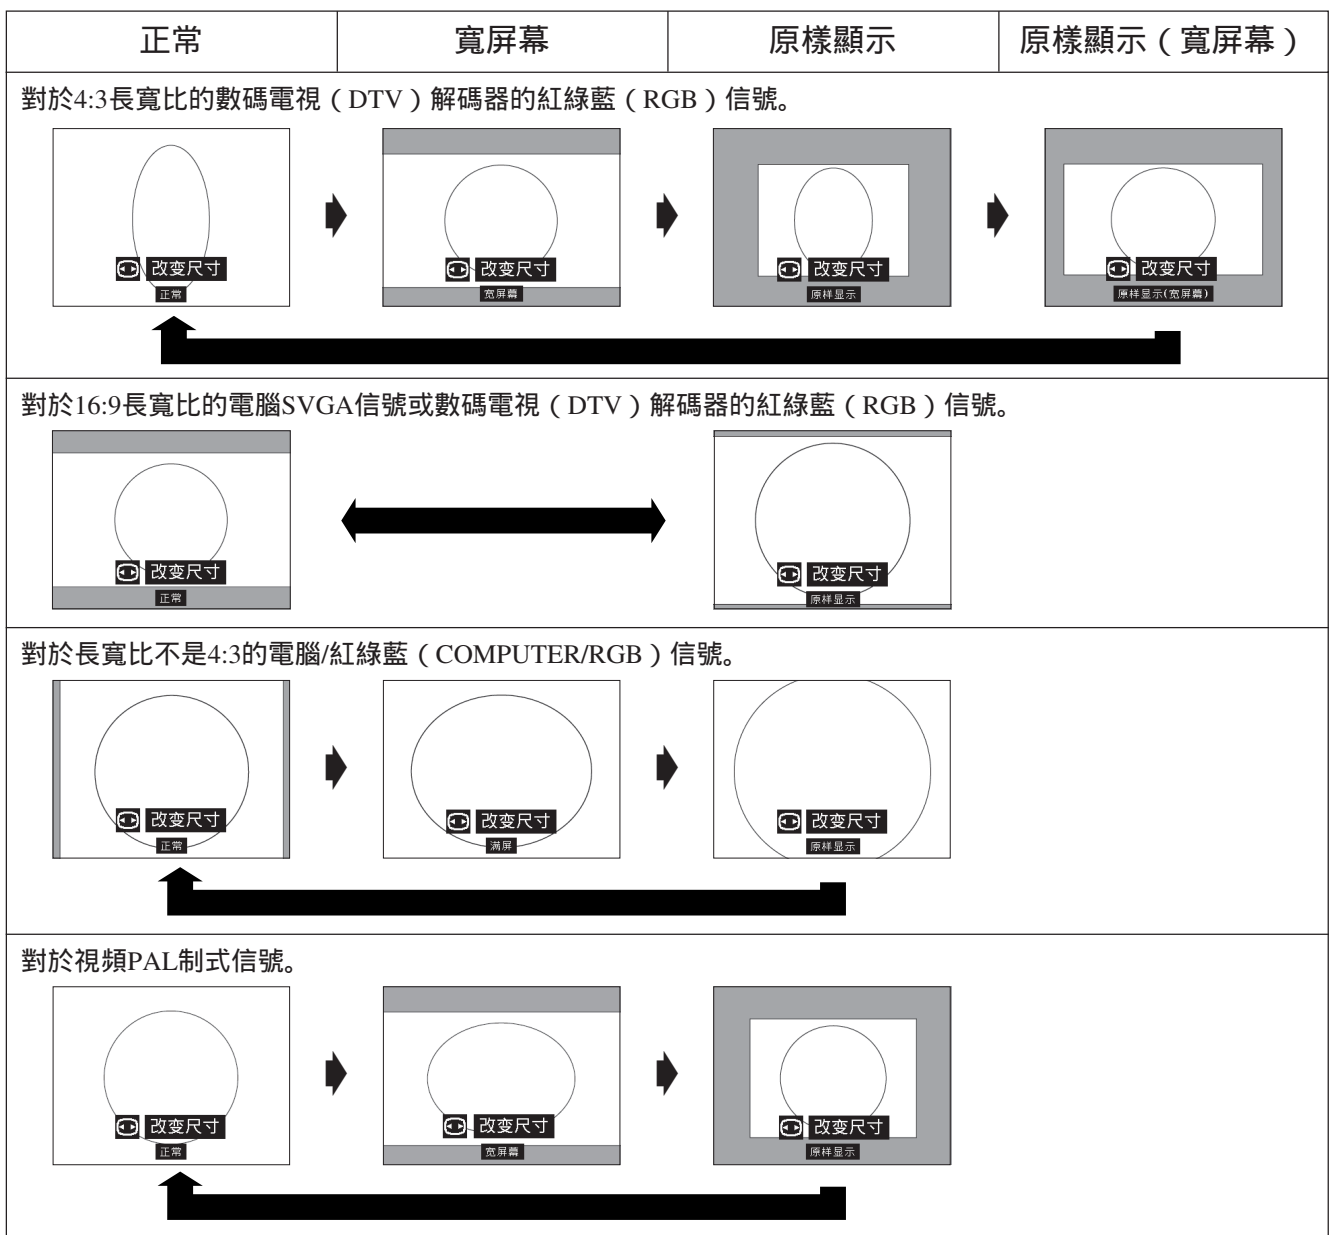 正常 寬屏幕 原樣顯示 原樣顯示（寬屏幕）
對於4:3長寬比的數碼電視（DTV）解碼器的紅綠藍（RGB）信號。
改变尺寸 改变尺寸 改变尺寸 改变尺寸
正常 宽屏幕 原样显示 原样显示(宽屏幕)
對於16:9長寬比的電腦SVGA信號或數碼電視（DTV）解碼器的紅綠藍（RGB）信號。
改变尺寸 改变尺寸
正常 原样显示
對於長寬比不是4:3的電腦/紅綠藍（COMPUTER/RGB）信號。
改变尺寸 改变尺寸 改变尺寸
正常 满屏 原样显示
對於視頻PAL制式信號。
改变尺寸 改变尺寸 改变尺寸
正常 宽屏幕 原样显示